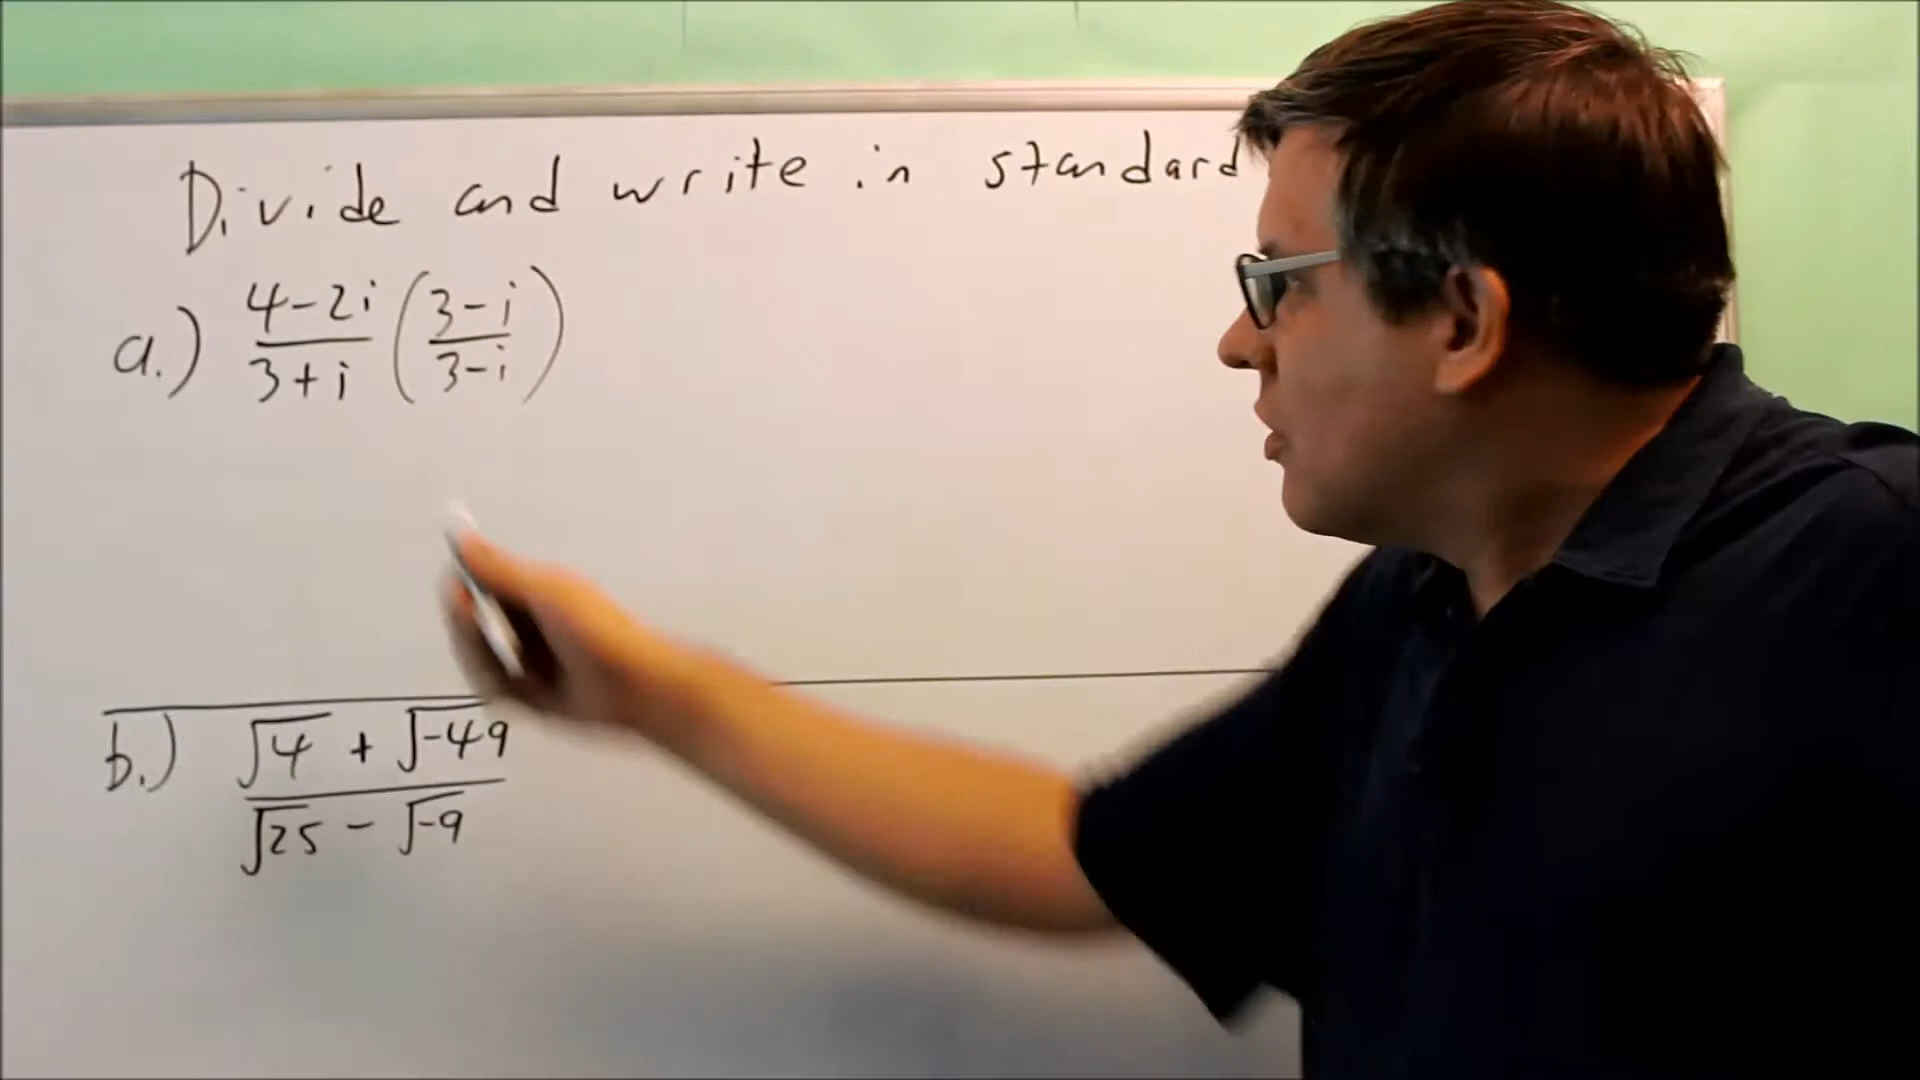 Divide and write in standard
a.) 4-2i/3+i (3-i/3-i)
b.) √4 + √-49/√25 - √-9